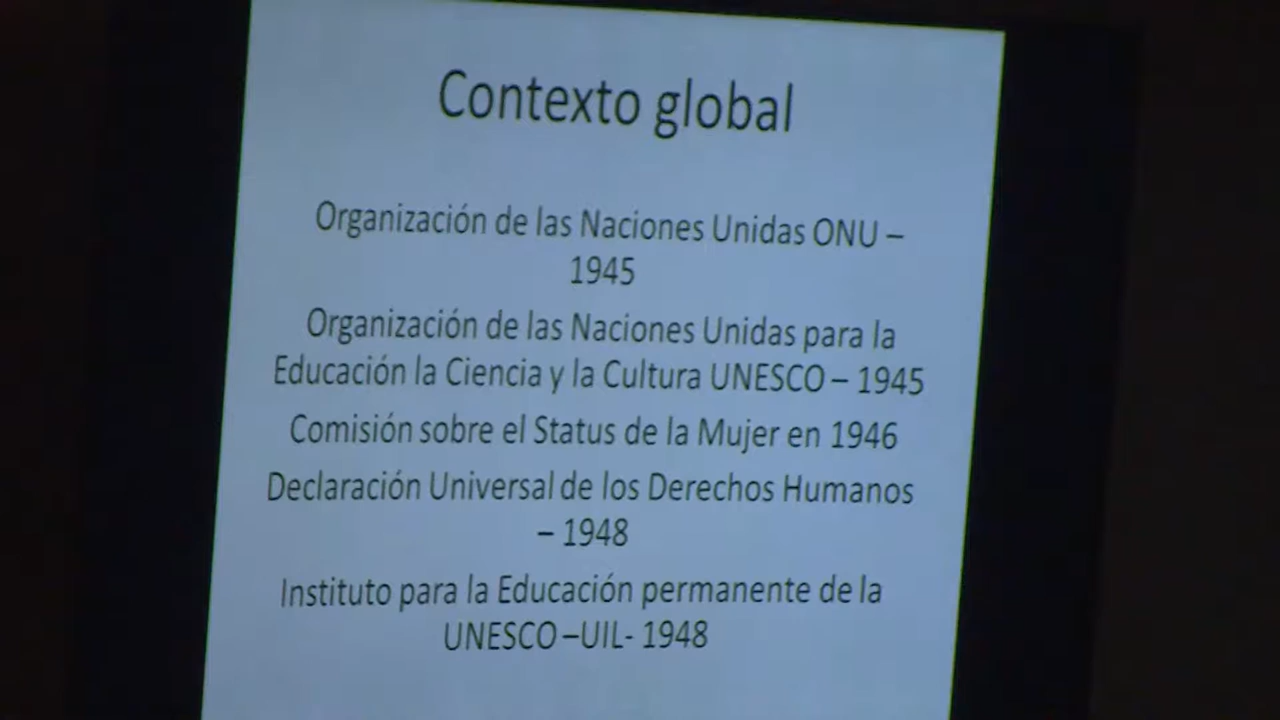 Contexto global
Organización de las Naciones Unidas ONU –
1945
Organización de las Naciones Unidas para la
Educación la Ciencia y la Cultura UNESCO – 1945
Comisión sobre el Status de la Mujer en 1946
Declaración Universal de los Derechos Humanos
– 1948
Instituto para la Educación permanente de la
UNESCO –UIL- 1948